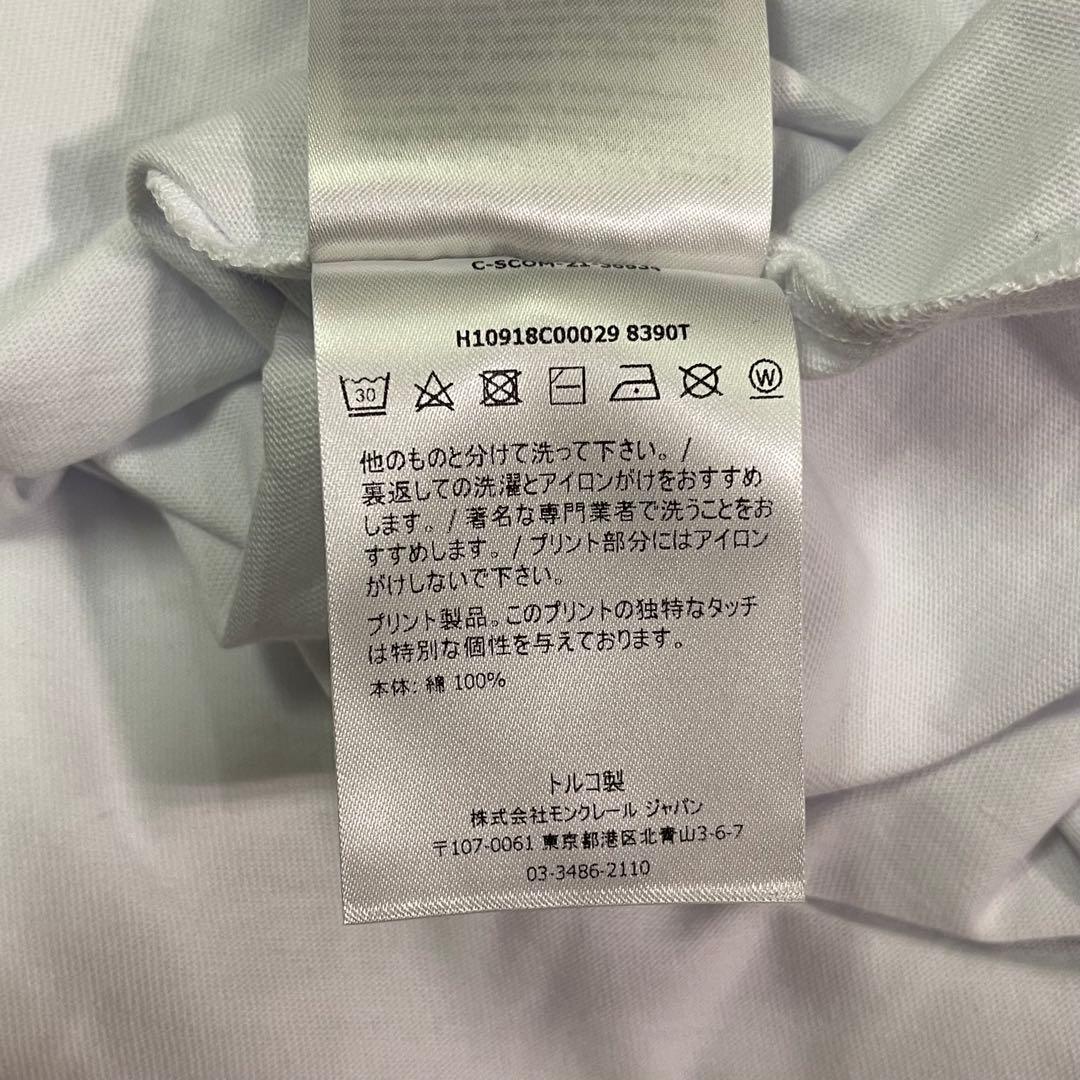 H10918C00029 8390T
30
W
他のものと分けて洗って下さい。/
裏返しての洗濯とアイロンがけをおすすめ
します。/ 著名な専門業者で洗うことをお
すすめします。/ プリント部分にはアイロン
がけしないで下さい。
プリント製品。このプリントの独特なタッチ
は特別な個性を与えております。
本体: 綿 100%
トルコ製
株式会社モンクレール ジャパン
〒107-0061 東京都港区北青山3-6-7
03-3486-2110